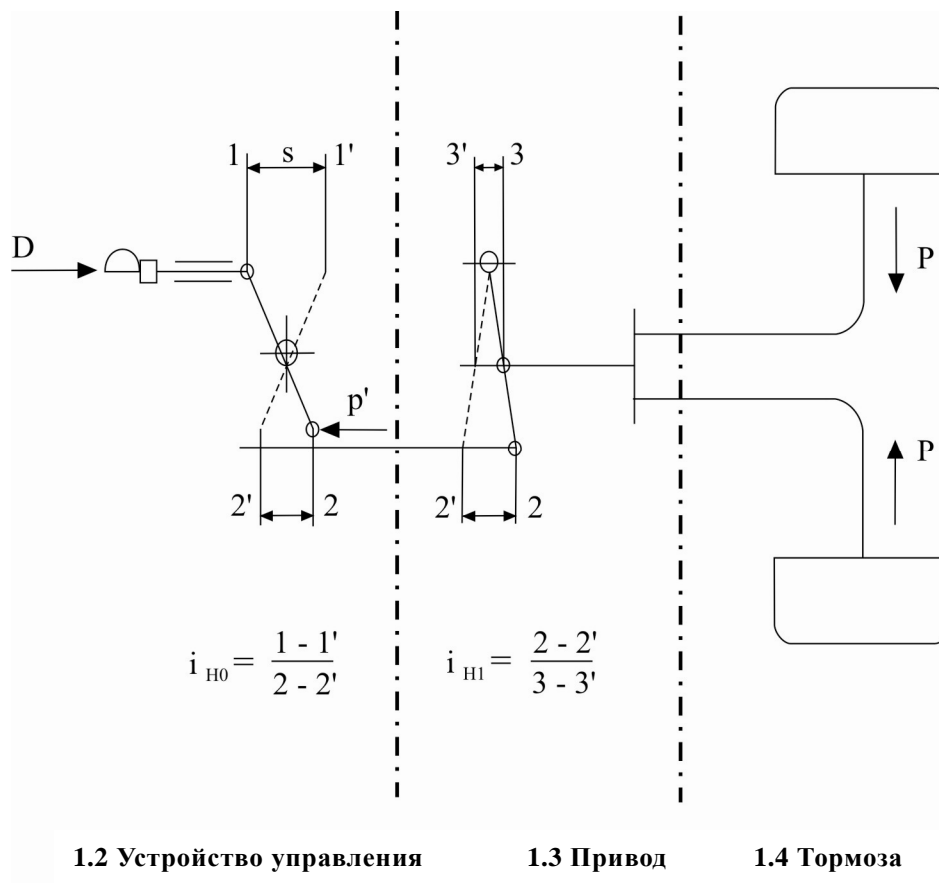 1 s 1' 3' 3
D
P
p'
P
2' 2 2' 2
i H0 = 1 - 1' / 2 - 2'
i H1 = 2 - 2' / 3 - 3'
1.2 Устройство управления 1.3 Привод 1.4 Тормоза